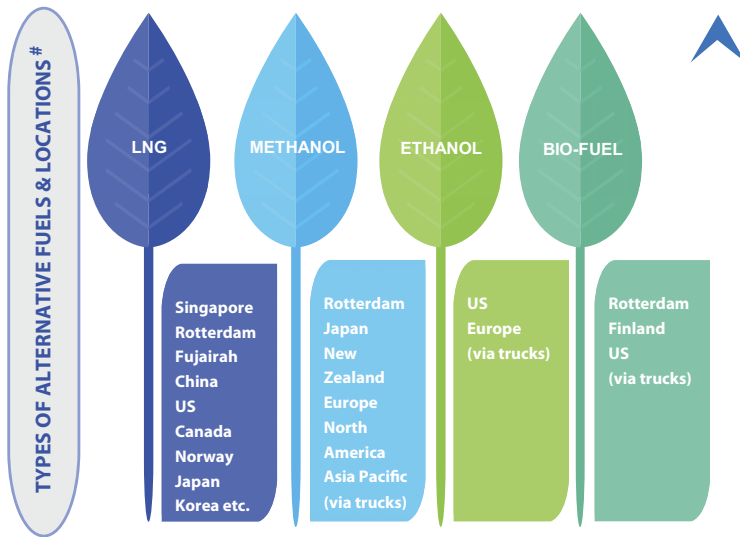 TYPES OF ALTERNATIVE FUELS & LOCATIONS #
LNG
Singapore
Rotterdam
Fujairah
China
US
Canada
Norway
Japan
Korea etc.
METHANOL
Rotterdam
Japan
New
Zealand
Europe
North
America
Asia Pacific
(via trucks)
ETHANOL
US
Europe
(via trucks)
BIO-FUEL
Rotterdam
Finland
US
(via trucks)